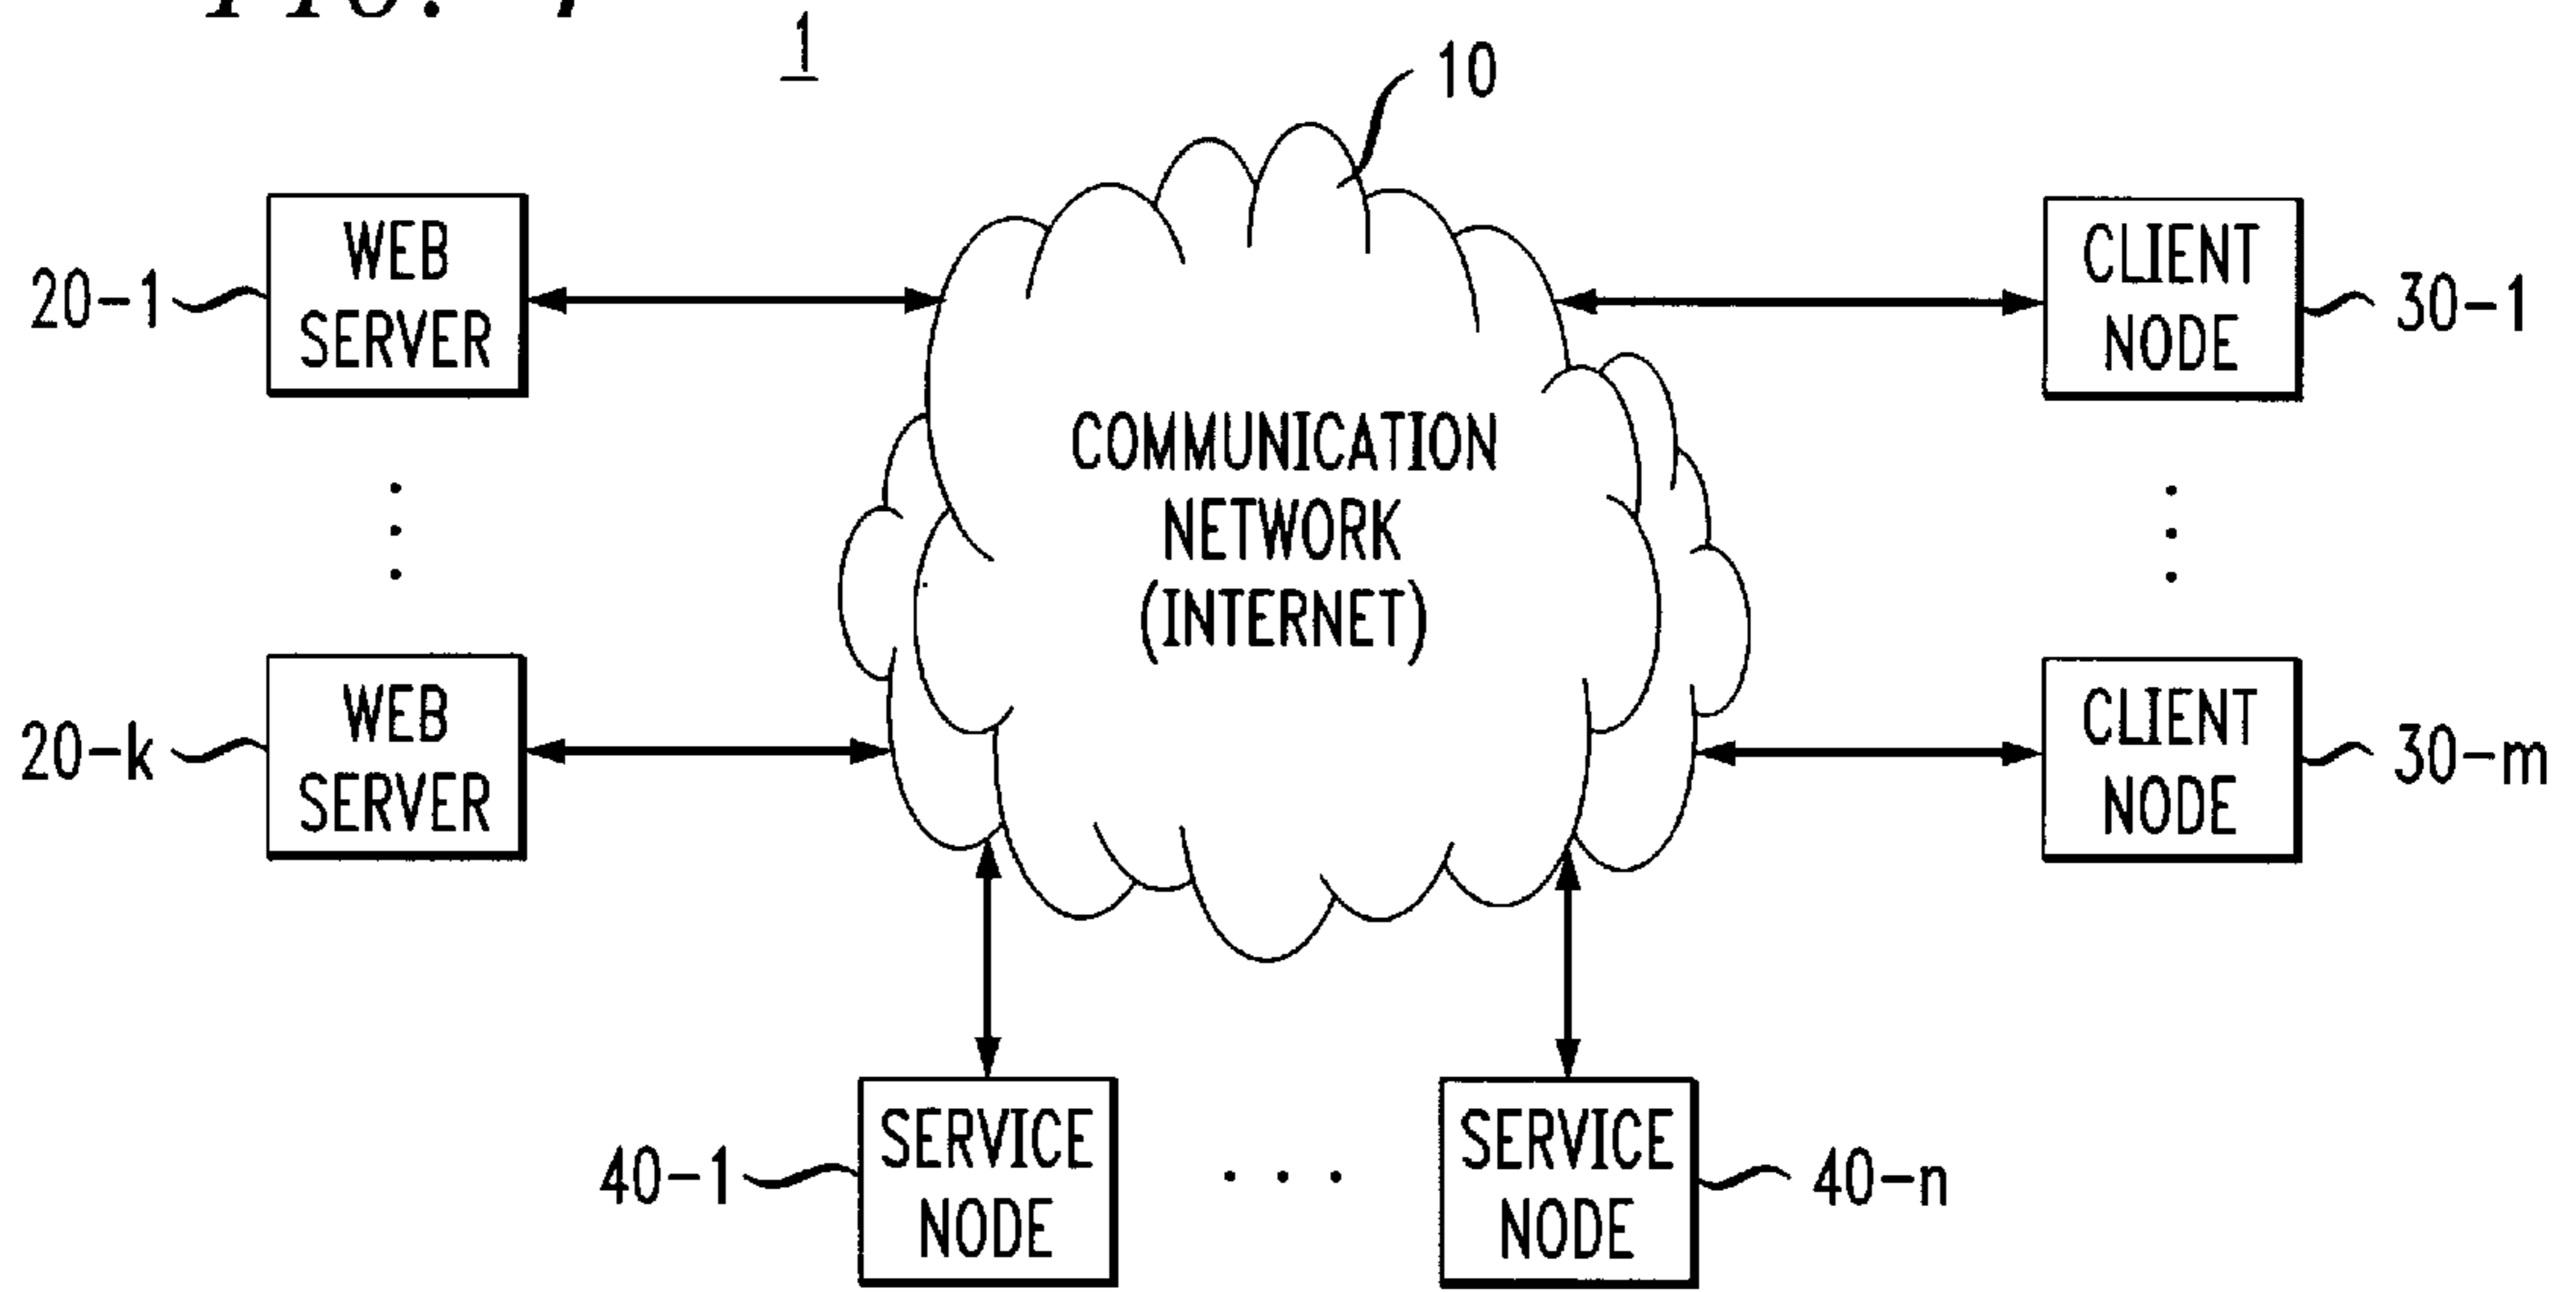 FIG.
1
10
WEB
SERVER
20-1
CLIENT
NODE
30-1
COMMUNICATION
NETWORK
(INTERNET)
WEB
SERVER
20-k
CLIENT
NODE
30-m
SERVICE
NODE
40-1
SERVICE
NODE
40-n